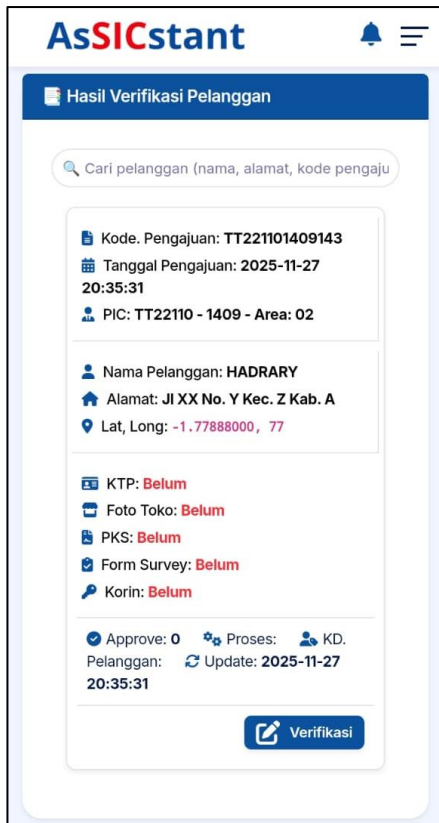 AsSICstant
Hasil Verifikasi Pelanggan
Cari pelanggan (nama, alamat, kode pengaju
Kode. Pengajuan: TT221101409143
Tanggal Pengajuan: 2025-11-27
20:35:31
PIC: TT22110 - 1409 - Area: 02
Nama Pelanggan: HADRARY
Alamat: Jl XX No. Y Kec. Z Kab. A
Lat, Long: -1.77888000, 77
KTP: Belum
Foto Toko: Belum
PKS: Belum
Form Survey: Belum
Korin: Belum
Approve: 0 Proses: KD.
Pelanggan: Update: 2025-11-27
20:35:31
Verifikasi